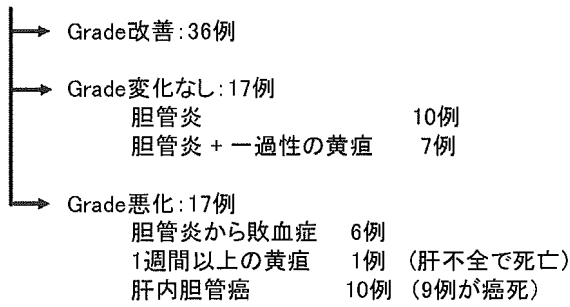 Grade改善：36例
Grade変化なし：17例
胆管炎 10例
胆管炎 + 一過性の黄疸 7例
Grade悪化：17例
胆管炎から敗血症 6例
1週間以上の黄疸 1例 (肝不全で死亡)
肝内胆管癌 10例 (9例が癌死)